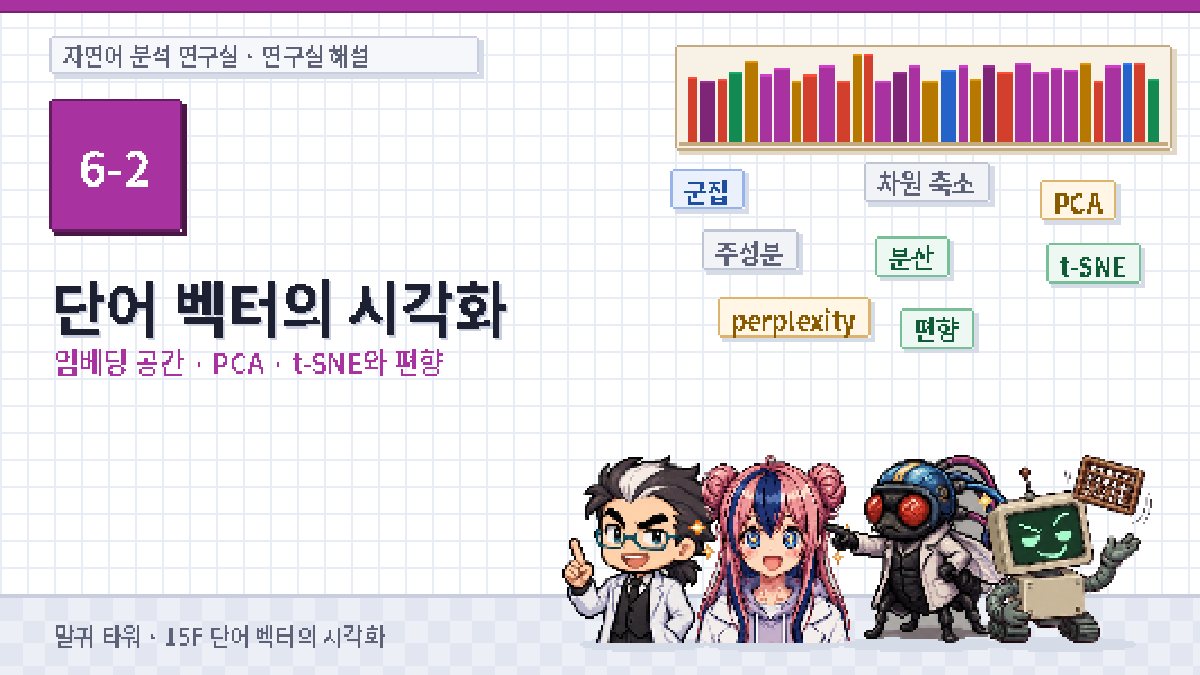 자연어 분석 연구실 · 연구실 해설
6-2
단어 벡터의 시각화
임베딩 공간 · PCA · t-SNE와 편향
군집
차원 축소
PCA
주성분
분산
t-SNE
perplexity
편향
말귀 타워 · 15F 단어 벡터의 시각화